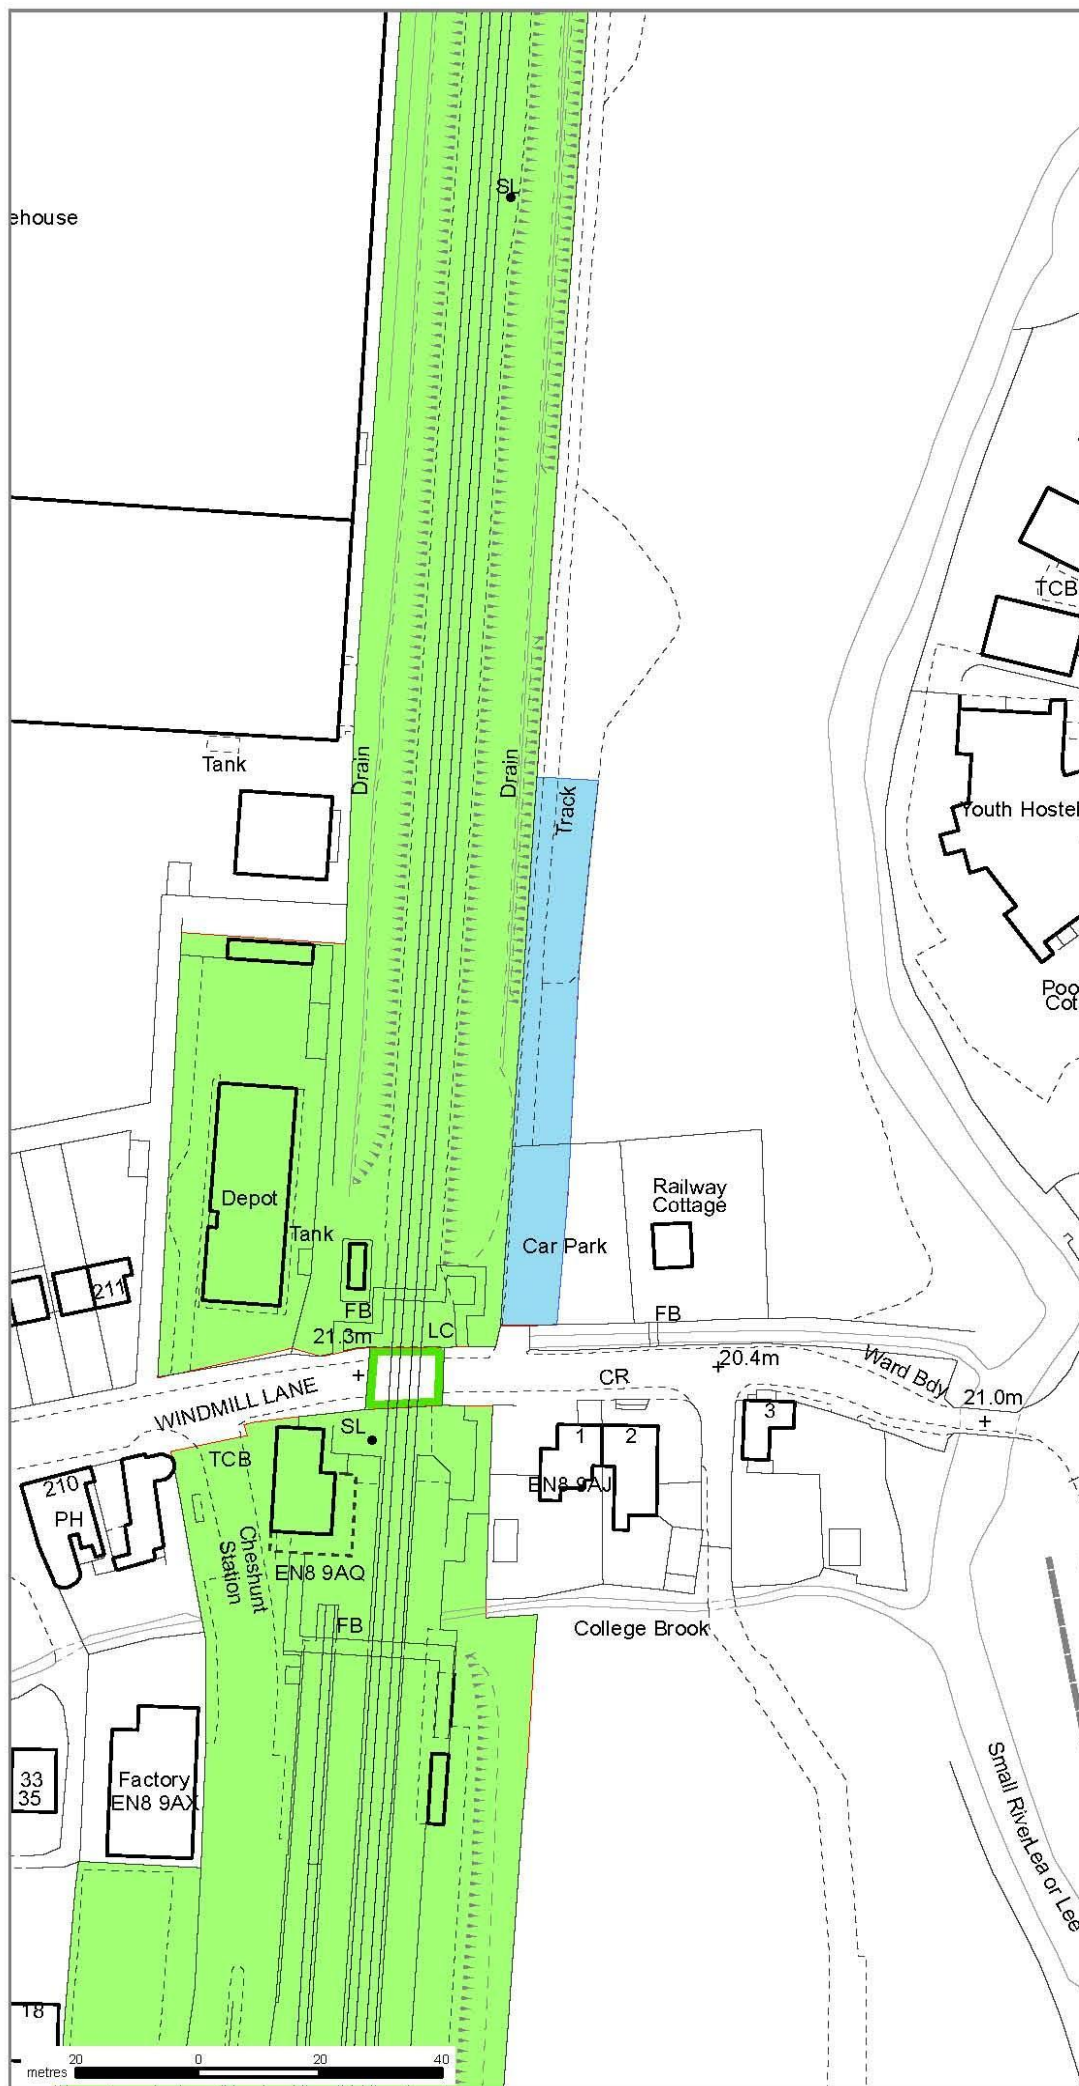 SL
ehouse
TCB
Tank
Drain
Drain
Track
Youth Hostel
Poo
Cot
Depot
Tank
Railway
Cottage
Car Park
211
FB
21.3m
LC
FB
20.4m
Ward Bdy
21.0m
CR
WINDMILL LANE
SL
TCB
1
2
3
210
PH
EN8 9AJ
Cheshunt
Station
EN8 9AQ
FB
College Brook
33
35
Factory
EN8 9AX
Small River Lea or Lee
18
metres
20
0
20
40